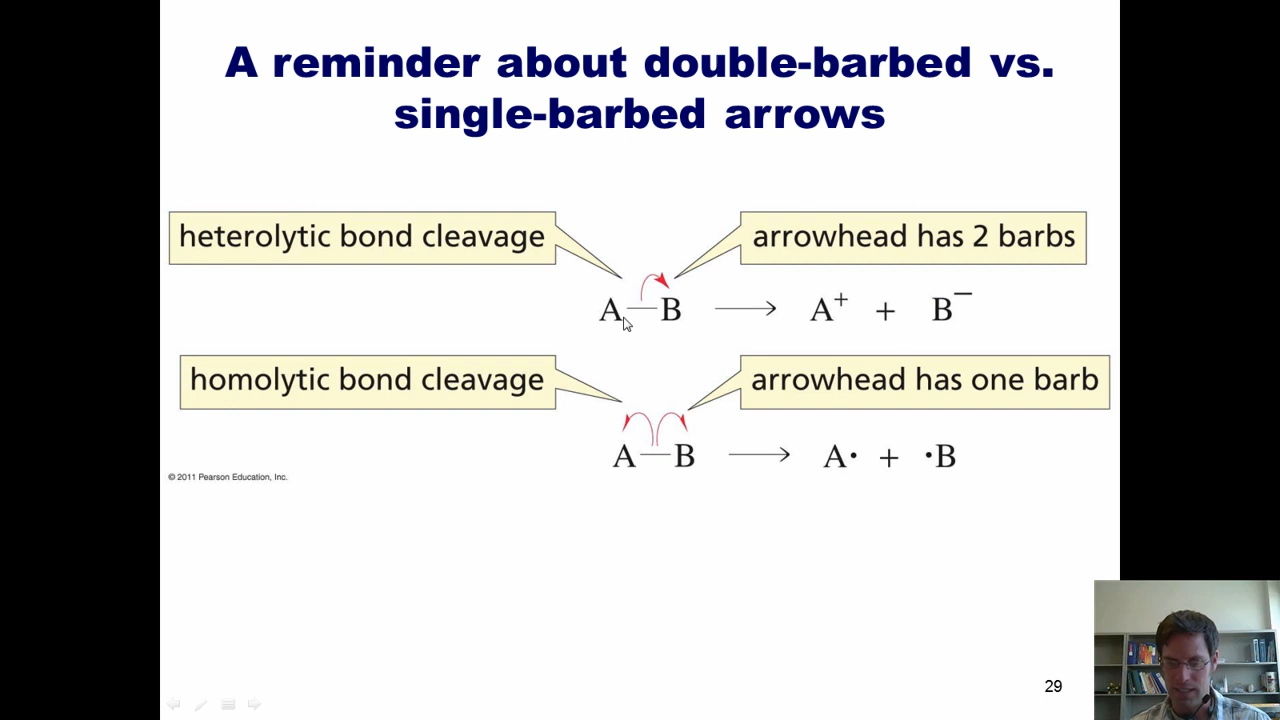 A reminder about double-barbed vs.
single-barbed arrows
heterolytic bond cleavage
arrowhead has 2 barbs
A—B ⟶ A⁺ + B⁻
homolytic bond cleavage
arrowhead has one barb
A—B ⟶ A· + ·B
© 2011 Pearson Education, Inc.
29